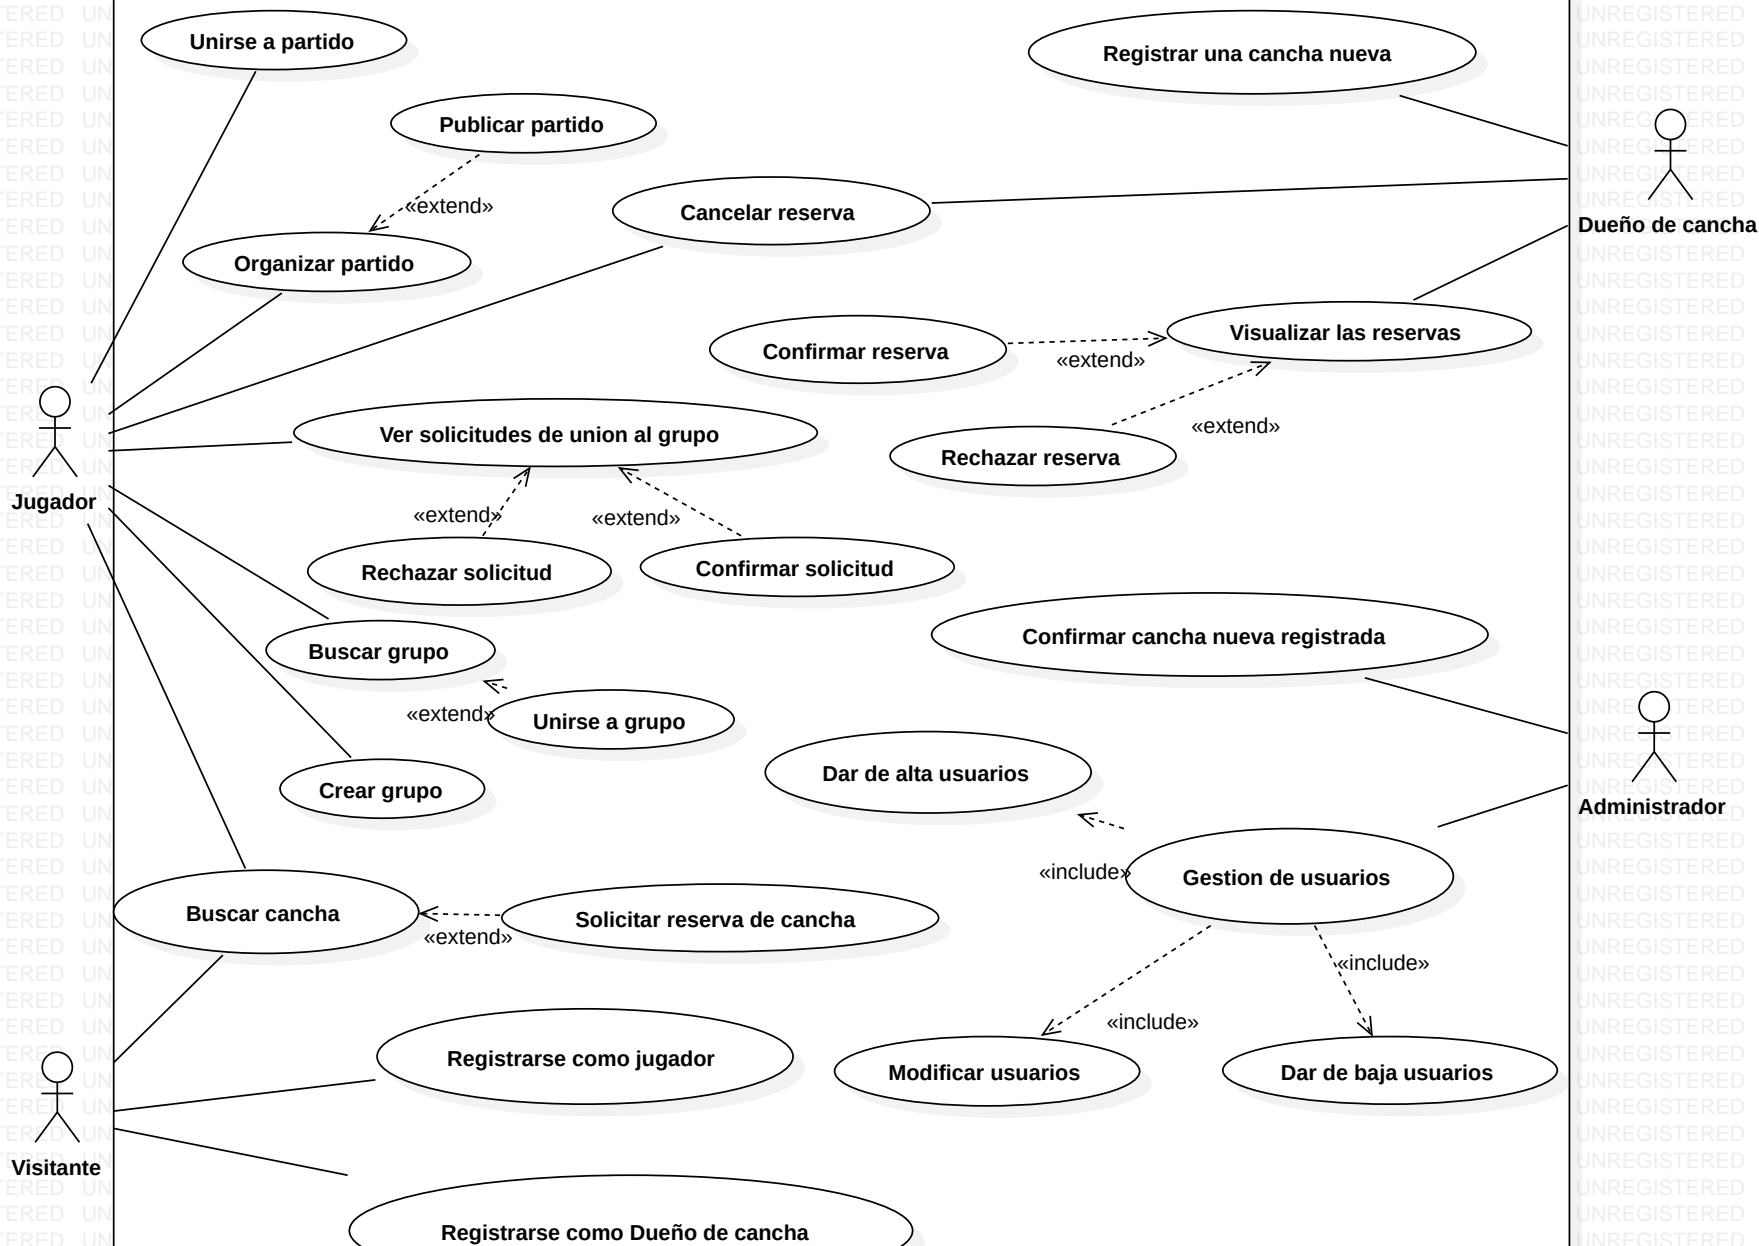 Unirse a partido
Registrar una cancha nueva
Publicar partido
«extend»
Cancelar reserva
Dueño de cancha
Organizar partido
Confirmar reserva
«extend»
Visualizar las reservas
Ver solicitudes de union al grupo
«extend»
Rechazar reserva
Jugador
«extend»
«extend»
Rechazar solicitud
Confirmar solicitud
Buscar grupo
Confirmar cancha nueva registrada
«extend»
Unirse a grupo
Dar de alta usuarios
Crear grupo
Administrador
«include»
Gestion de usuarios
Buscar cancha
«extend»
Solicitar reserva de cancha
«include»
«include»
Registrarse como jugador
Modificar usuarios
Dar de baja usuarios
Visitante
Registrarse como Dueño de cancha
UNREGISTERED